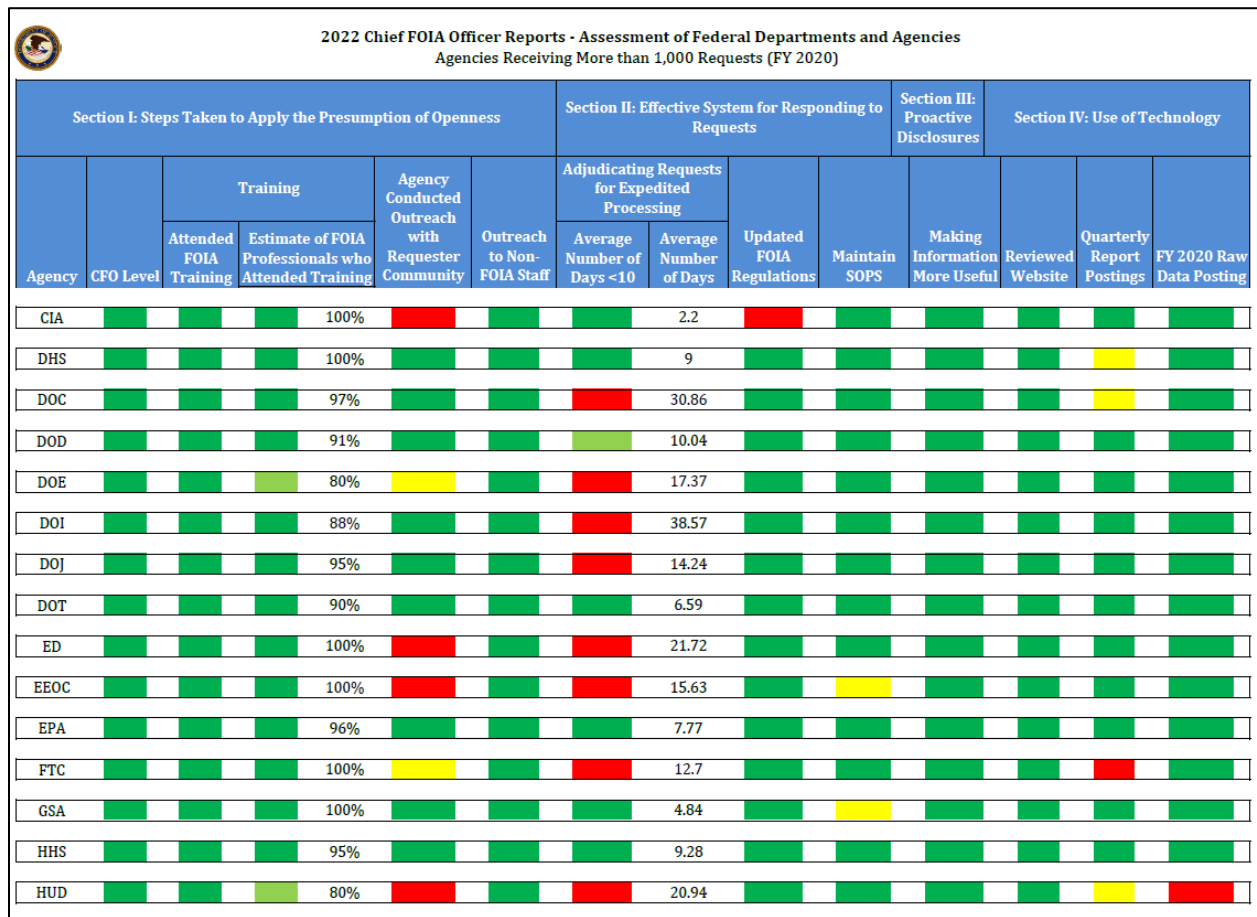 2022 Chief FOIA Officer Reports - Assessment of Federal Departments and Agencies
Agencies Receiving More than 1,000 Requests (FY 2020)
Section I: Steps Taken to Apply the Presumption of Openness
Section II: Effective System for Responding to
Requests
Section III:
Proactive
Disclosures
Section IV: Use of Technology
Agency
CFO Level
Training
Attended
FOIA
Training
Estimate of FOIA
Professionals who
Attended Training
Agency
Conducted
Outreach
with
Requester
Community
Outreach
to Non-
FOIA Staff
Adjudicating Requests
for Expedited
Processing
Average
Number of
Days <10
Average
Number
of Days
Updated
FOIA
Regulations
Maintain
SOPS
Making
Information
More Useful
Reviewed
Website
Quarterly
Report
Postings
FY 2020 Raw
Data Posting
CIA 100% 2.2
DHS 100% 9
DOC 97% 30.86
DOD 91% 10.04
DOE 80% 17.37
DOI 88% 38.57
DOJ 95% 14.24
DOT 90% 6.59
ED 100% 21.72
EEOC 100% 15.63
EPA 96% 7.77
FTC 100% 12.7
GSA 100% 4.84
HHS 95% 9.28
HUD 80% 20.94